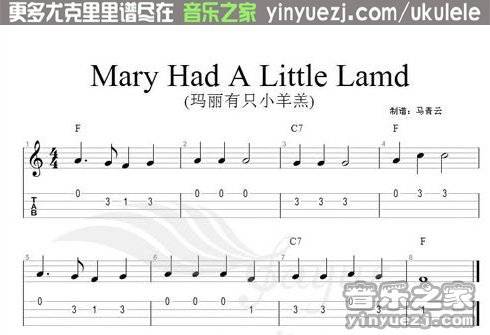 更多尤克里里谱尽在 音乐之家 yinyuezj.com/ukulele
Mary Had A Little Lamd
(玛丽有只小羊羔)
制谱：马青云
F C7 F
1 2 3 4
4
4
T
A
B
0 3 1 3 0 0 0 3 3 3 0 3 3
C7 F
5 6 7 8
0 3 1 3 0 0 0 0 3 3 0 3 1
音乐之家
yinyuezj.com